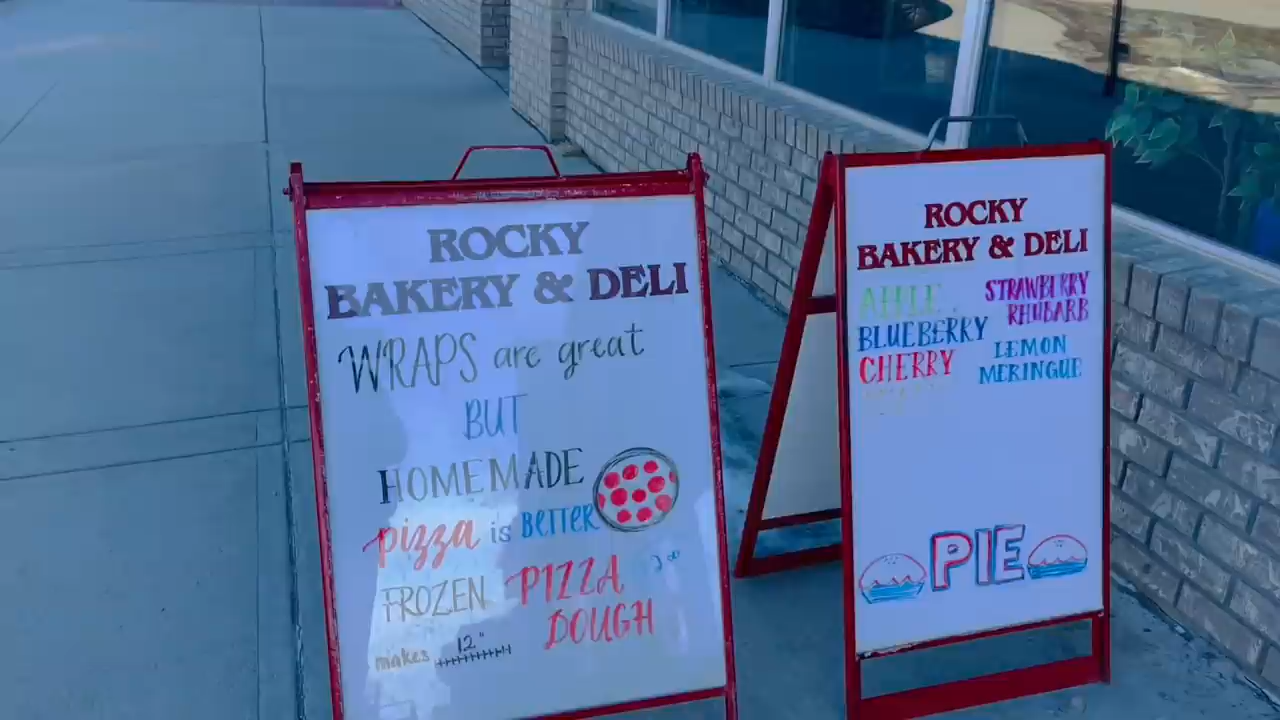 ROCKY
BAKERY & DELI
WRAPS are great
BUT
HOMEMADE
pizza is BETTER
FROZEN PIZZA
DOUGH
makes 12"
ROCKY
BAKERY & DELI
APPLE
BLUEBERRY
CHERRY
STRAWBERRY
RHUBARB
LEMON
MERINGUE
PIE